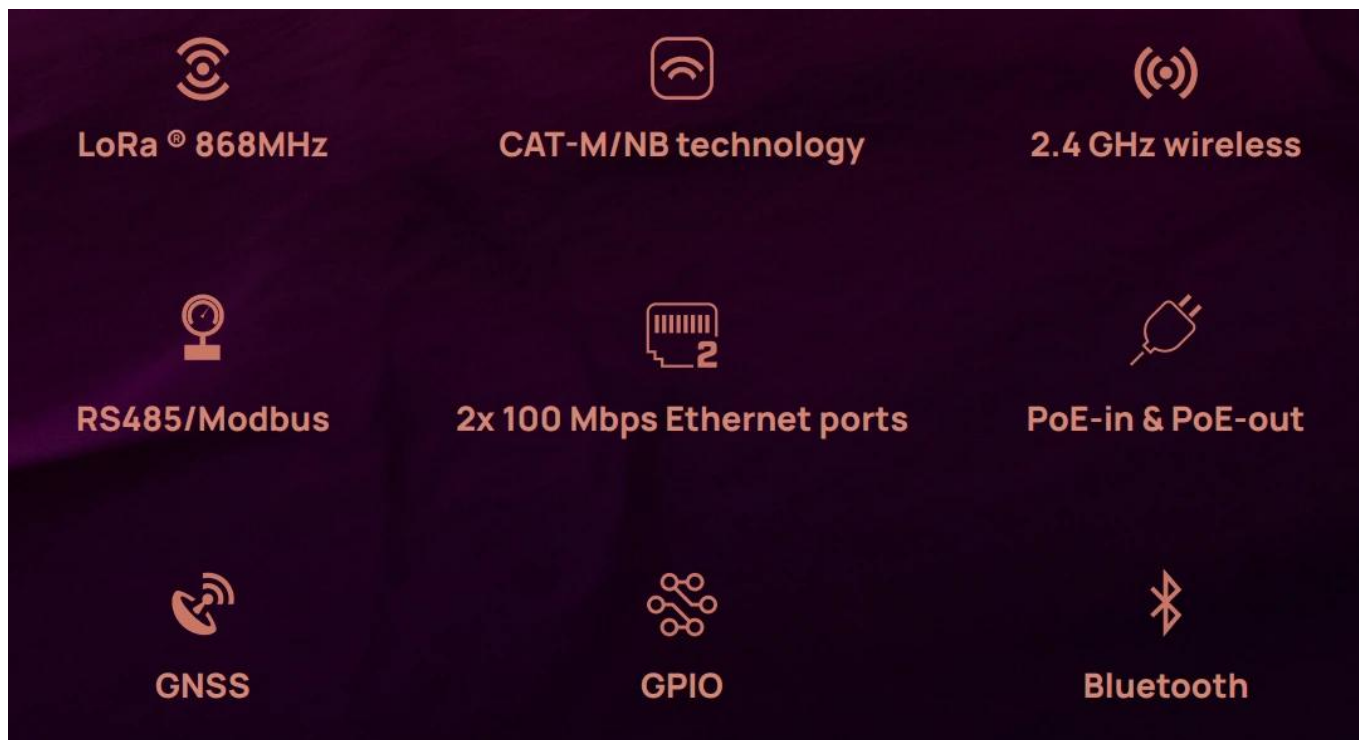 LoRa ® 868MHz
CAT-M/NB technology
2.4 GHz wireless
RS485/Modbus
2
2x 100 Mbps Ethernet ports
PoE-in & PoE-out
GNSS
GPIO
Bluetooth